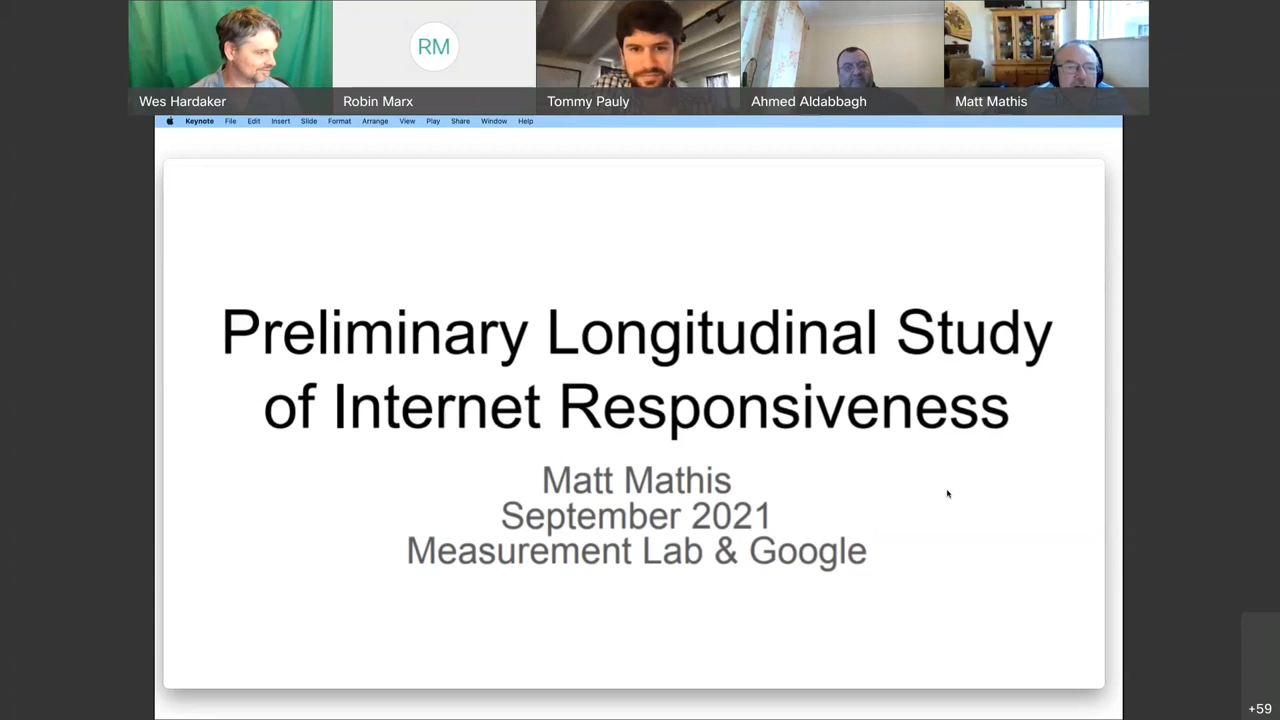 RM
Wes Hardaker
Robin Marx
Tommy Pauly
Ahmed Aldabbagh
Matt Mathis
Keynote File Edit Insert Slide Format Arrange View Play Share Window Help
Preliminary Longitudinal Study
of Internet Responsiveness
Matt Mathis
September 2021
Measurement Lab & Google
+59